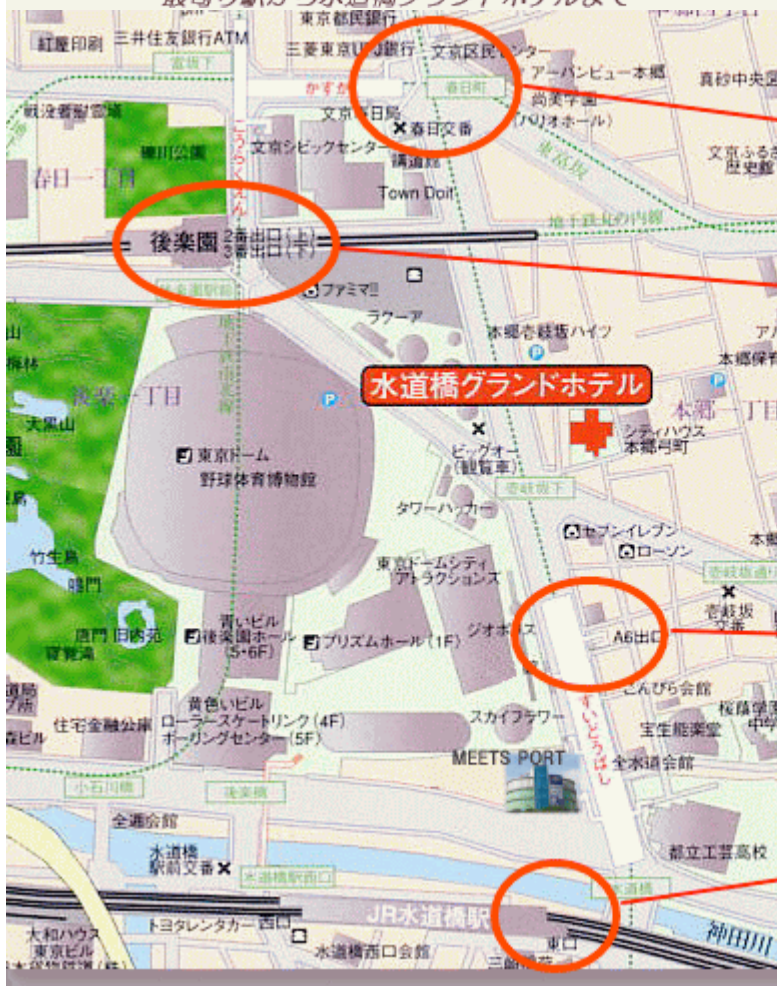 最寄り駅から水道橋グランドホテルまで
東京都民銀行
紅屋印刷
三井住友銀行ATM
三菱東京UFJ銀行
文京区民センター
富坂下
アーバンビュー本郷
真砂中央図
かすが
春日町
尚美学園
(バリオホール)
戦没者慰霊
文京春日局
春日交番
こうらくえん
礫川公園
文京シビックセンター
講道館
東富坂
文京ふるさ
歴史館
春日一丁目
Town Doit
地下鉄丸の内線
後楽園
2番出口(上)
3番出口(下)
後楽園駅前
ファミマ!!
ラクーア
本郷壱岐坂ハイツ
梅林
本郷保育
後楽一丁目
P
水道橋グランドホテル
本郷一丁目
大黒山
園
シティハウス
本郷弓町
東京ドーム
野球体育博物館
ビッグオー
(観覧車)
壱岐坂下
タワーハッカー
セブンイレブン
ローソン
竹生島
鳴門
東京ドームシティ
アトラクションズ
壱岐坂通り
壱岐坂
交番
唐門
旧内苑
寝覚滝
青いビル
後楽園ホール
(5・6F)
プリズムホール(1F)
ジオポリス
A6出口
こんぴら会館
黄色いビル
ローラースケートリンク(4F)
ボーリングセンター(5F)
住宅金融公庫
スカイフラワー
すいどうばし
宝生能楽堂
桜蔭学園
MEETS PORT
全水道会館
小石川橋
後楽橋
全逓会館
水道橋
駅前交番
水道橋駅西口
都立工芸高校
水道橋
トヨタレンタカー
西口
JR水道橋駅
東口
神田川
大和ハウス
東京ビル
水道橋西口会館